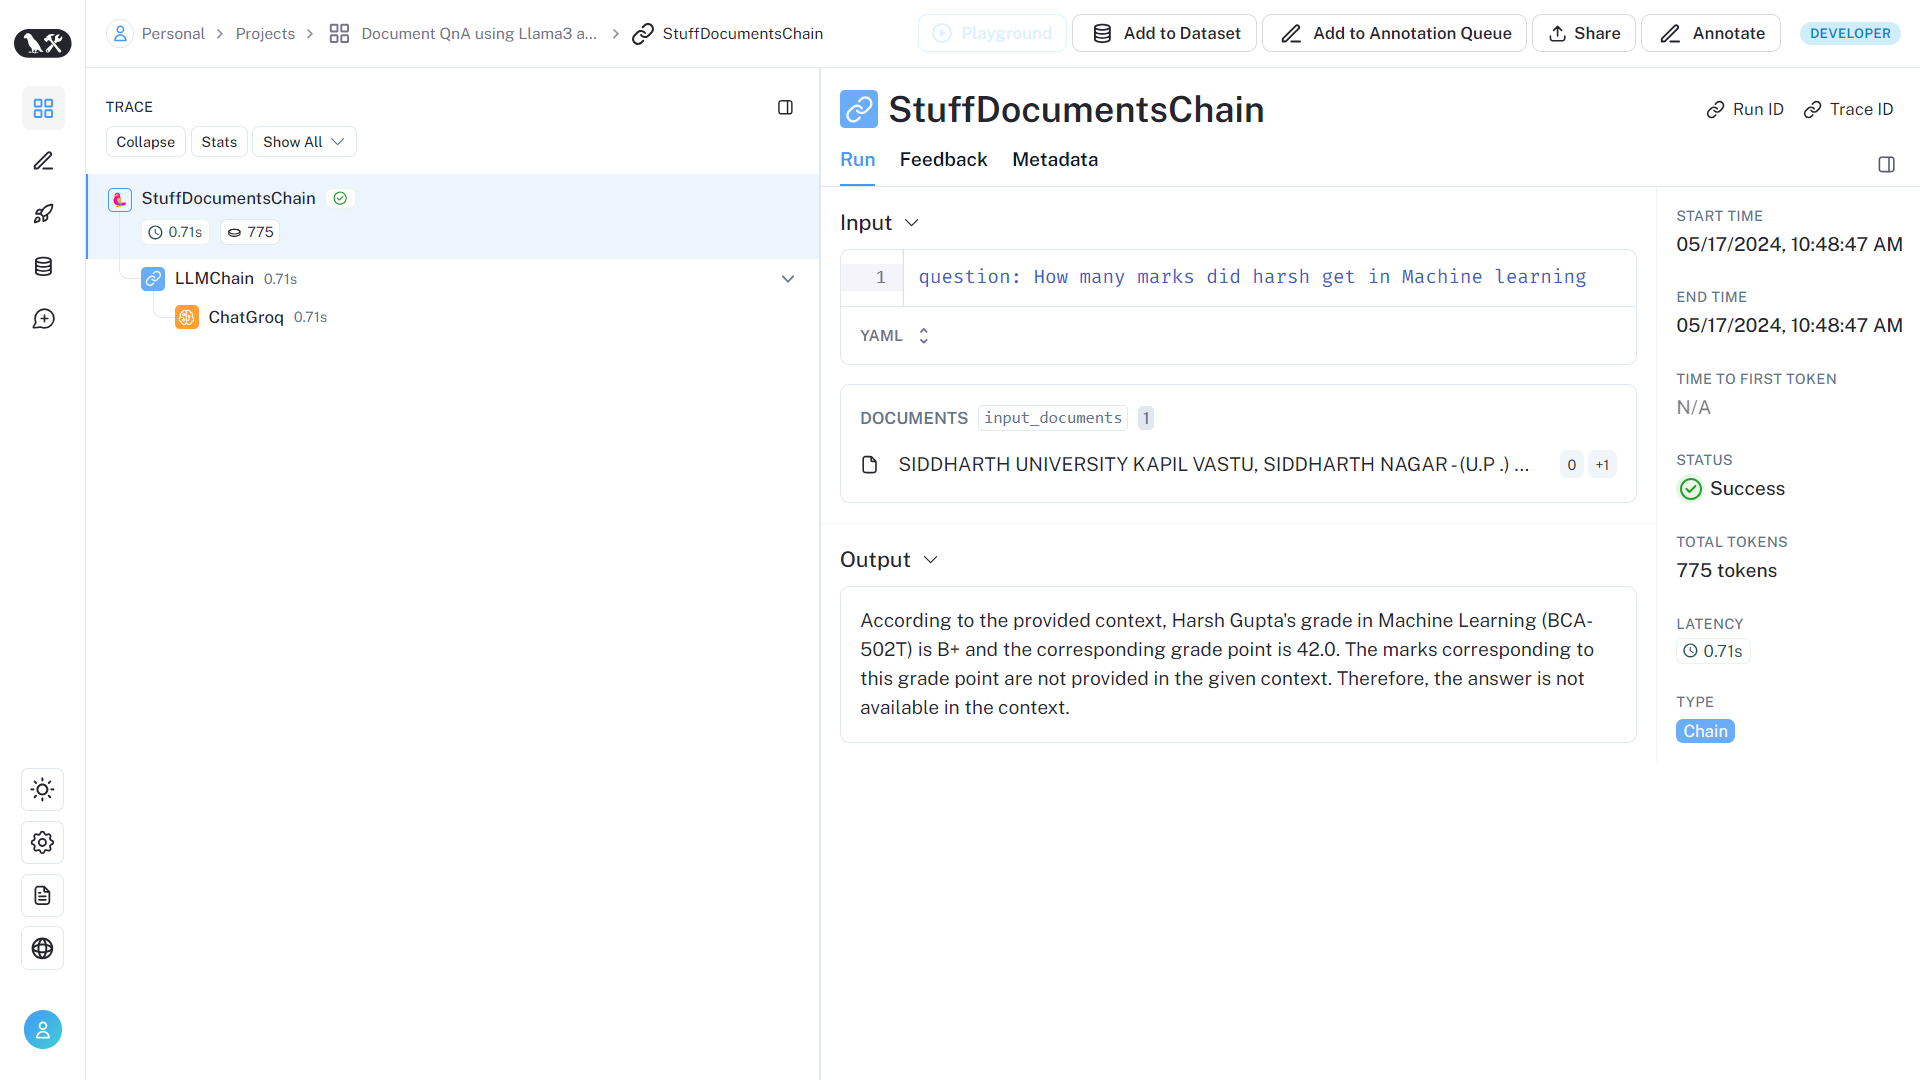 Personal > Projects > Document QnA using Llama3 a... > StuffDocumentsChain
Playground
Add to Dataset
Add to Annotation Queue
Share
Annotate
DEVELOPER
TRACE
Collapse
Stats
Show All
StuffDocumentsChain
0.71s
775
LLMChain 0.71s
ChatGroq 0.71s
StuffDocumentsChain
Run ID
Trace ID
Run
Feedback
Metadata
Input
1
question: How many marks did harsh get in Machine learning
YAML
DOCUMENTS input_documents 1
SIDDHARTH UNIVERSITY KAPIL VASTU, SIDDHARTH NAGAR - (U.P .) ...
0
+1
Output
According to the provided context, Harsh Gupta's grade in Machine Learning (BCA-
502T) is B+ and the corresponding grade point is 42.0. The marks corresponding to
this grade point are not provided in the given context. Therefore, the answer is not
available in the context.
START TIME
05/17/2024, 10:48:47 AM
END TIME
05/17/2024, 10:48:47 AM
TIME TO FIRST TOKEN
N/A
STATUS
Success
TOTAL TOKENS
775 tokens
LATENCY
0.71s
TYPE
Chain